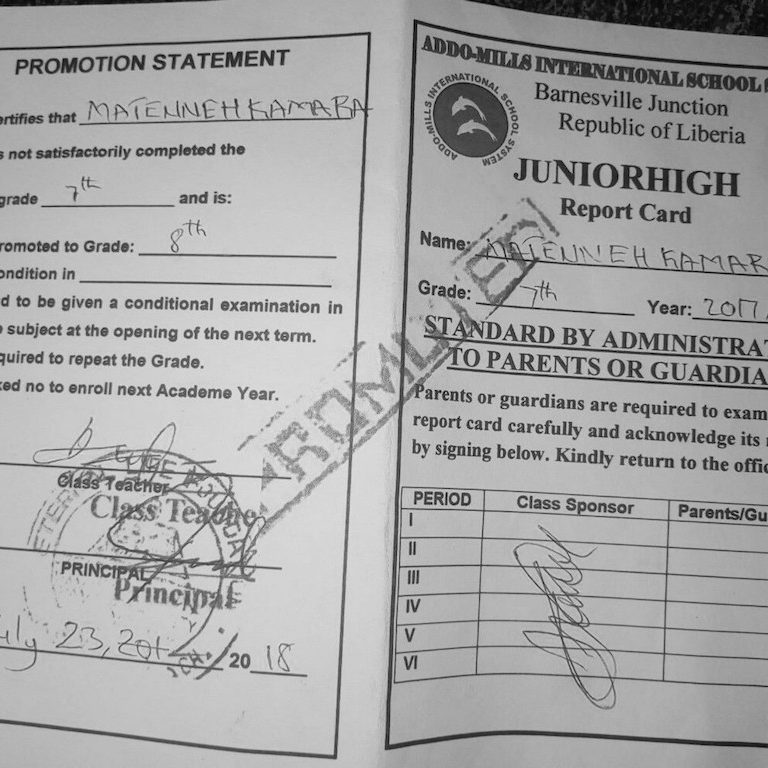 PROMOTION STATEMENT
ertifies that MATENNEH KAMARA
s not satisfactorily completed the
grade 7th and is:
romoted to Grade: 8th
ondition in
d to be given a conditional examination in
subject at the opening of the next term.
quired to repeat the Grade.
ked no to enroll next Academe Year.
Class Teacher
Class Teache
PRINCIPAL
Principal
uly 23, 201 20 18
ADDO-MILLS INTERNATIONAL SCHOOL
ADDO-MILLS INTERNATIONAL SCHOOL SYSTEM
Barnesville Junction
Republic of Liberia
JUNIORHIGH
Report Card
Name: MATENNEH KAMAR
Grade: 7th Year: 2017
STANDARD BY ADMINISTRAT
TO PARENTS OR GUARDIA
Parents or guardians are required to exam
report card carefully and acknowledge its
by signing below. Kindly return to the offic
PERIOD Class Sponsor Parents/Gu
I
II
III
IV
V
VI